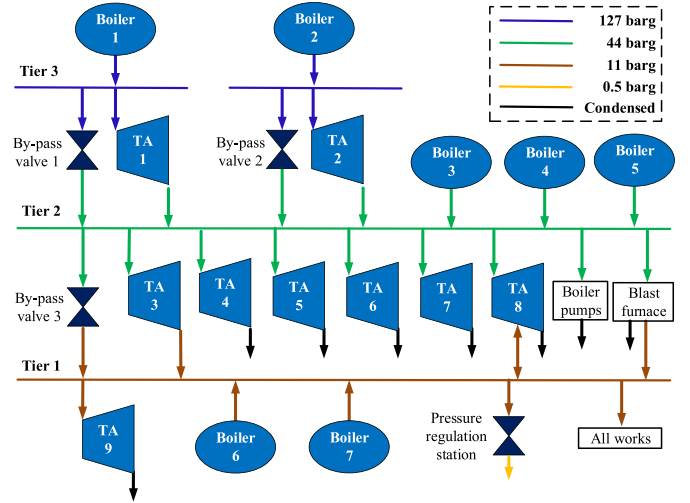 Boiler
1
Boiler
2
127 barg
44 barg
11 barg
0.5 barg
Condensed
Tier 3
By-pass
valve 1
TA
1
By-pass
valve 2
TA
2
Boiler
3
Boiler
4
Boiler
5
Tier 2
By-pass
valve 3
TA
3
TA
4
TA
5
TA
6
TA
7
TA
8
Boiler
pumps
Blast
furnace
Tier 1
TA
9
Boiler
6
Boiler
7
Pressure
regulation
station
All works